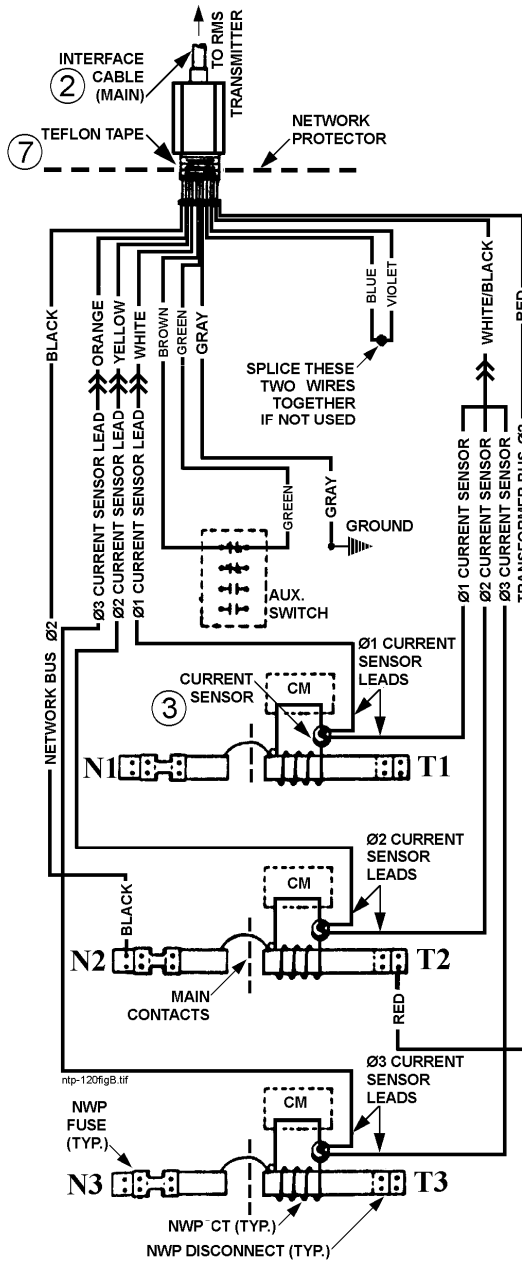 TO RMS
TRANSMITTER
INTERFACE
CABLE
(MAIN)
2
TEFLON TAPE
7
NETWORK
PROTECTOR
BLACK
ORANGE
YELLOW
WHITE
BROWN
GREEN
GRAY
BLUE
VIOLET
WHITE/BLACK
RED
SPLICE THESE
TWO WIRES
TOGETHER
IF NOT USED
NETWORK BUS Ø2
Ø3 CURRENT SENSOR LEAD
Ø2 CURRENT SENSOR LEAD
Ø1 CURRENT SENSOR LEAD
GREEN
GRAY
GROUND
AUX.
SWITCH
Ø1 CURRENT SENSOR
Ø2 CURRENT SENSOR
Ø3 CURRENT SENSOR
TRANSFORMER BUS Ø2
CURRENT
SENSOR
3
CM
Ø1 CURRENT
SENSOR
LEADS
N1
T1
CM
Ø2 CURRENT
SENSOR
LEADS
BLACK
N2
T2
MAIN
CONTACTS
RED
ntp-120figB.tif
CM
Ø3 CURRENT
SENSOR
LEADS
NWP
FUSE
(TYP.)
N3
T3
NWP CT (TYP.)
NWP DISCONNECT (TYP.)